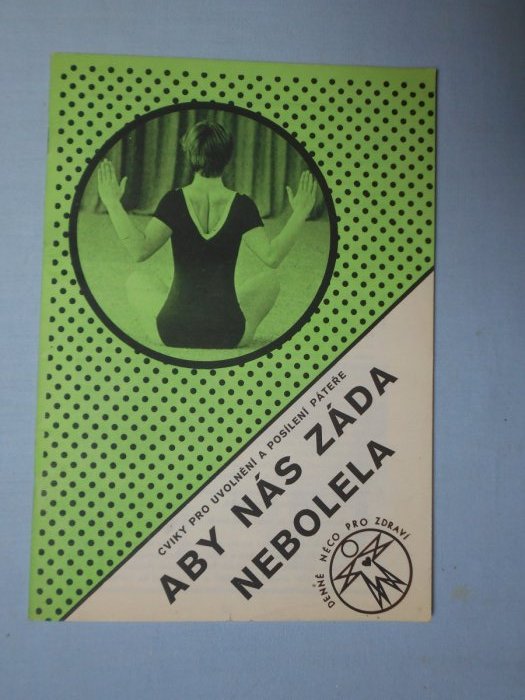 CVIKY PRO UVOLNĚNÍ A POSÍLENÍ PÁTEŘE
ABY NÁS ZÁDA
NEBOLELA
DENNĚ NĚCO PRO ZDRAVÍ